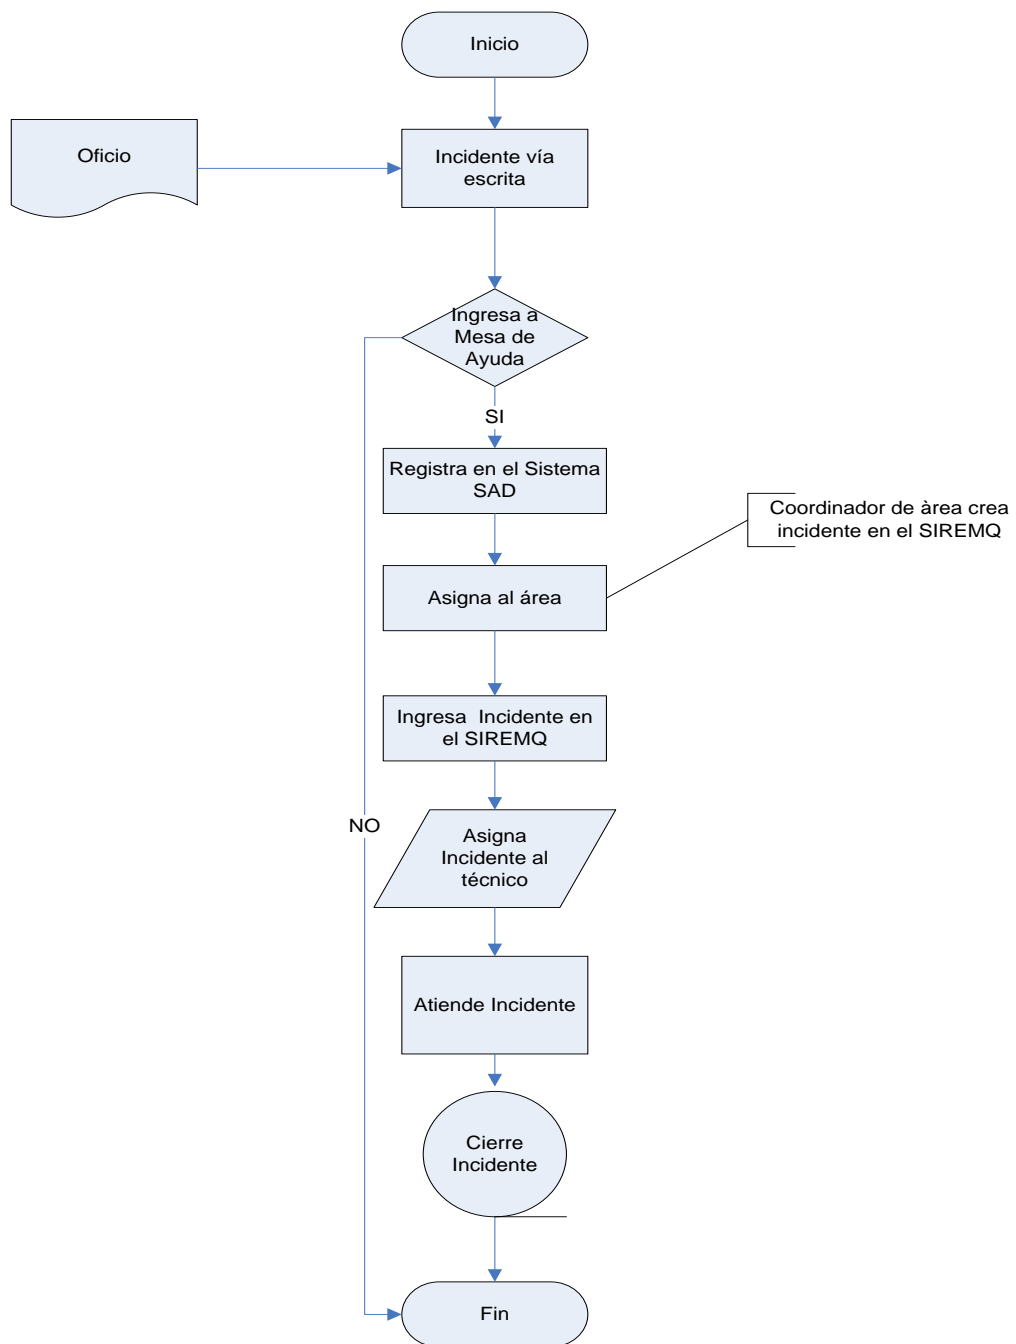 Inicio
Oficio
Incidente vía
escrita
Ingresa a
Mesa de
Ayuda
SI
Registra en el Sistema
SAD
Coordinador de àrea crea
incidente en el SIREMQ
Asigna al área
Ingresa Incidente en
el SIREMQ
NO
Asigna
Incidente al
técnico
Atiende Incidente
Cierre
Incidente
Fin